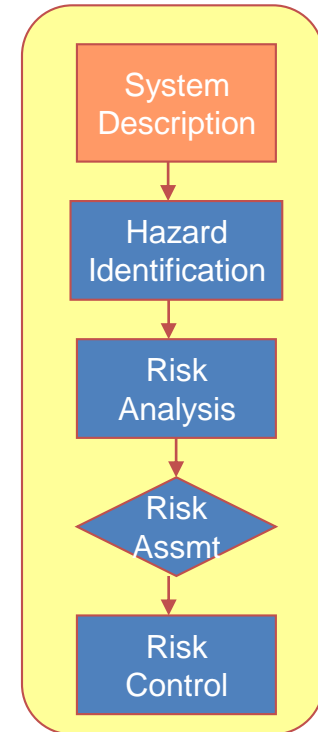 System
Description
Hazard
Identification
Risk
Analysis
Risk
Assmt
Risk
Control